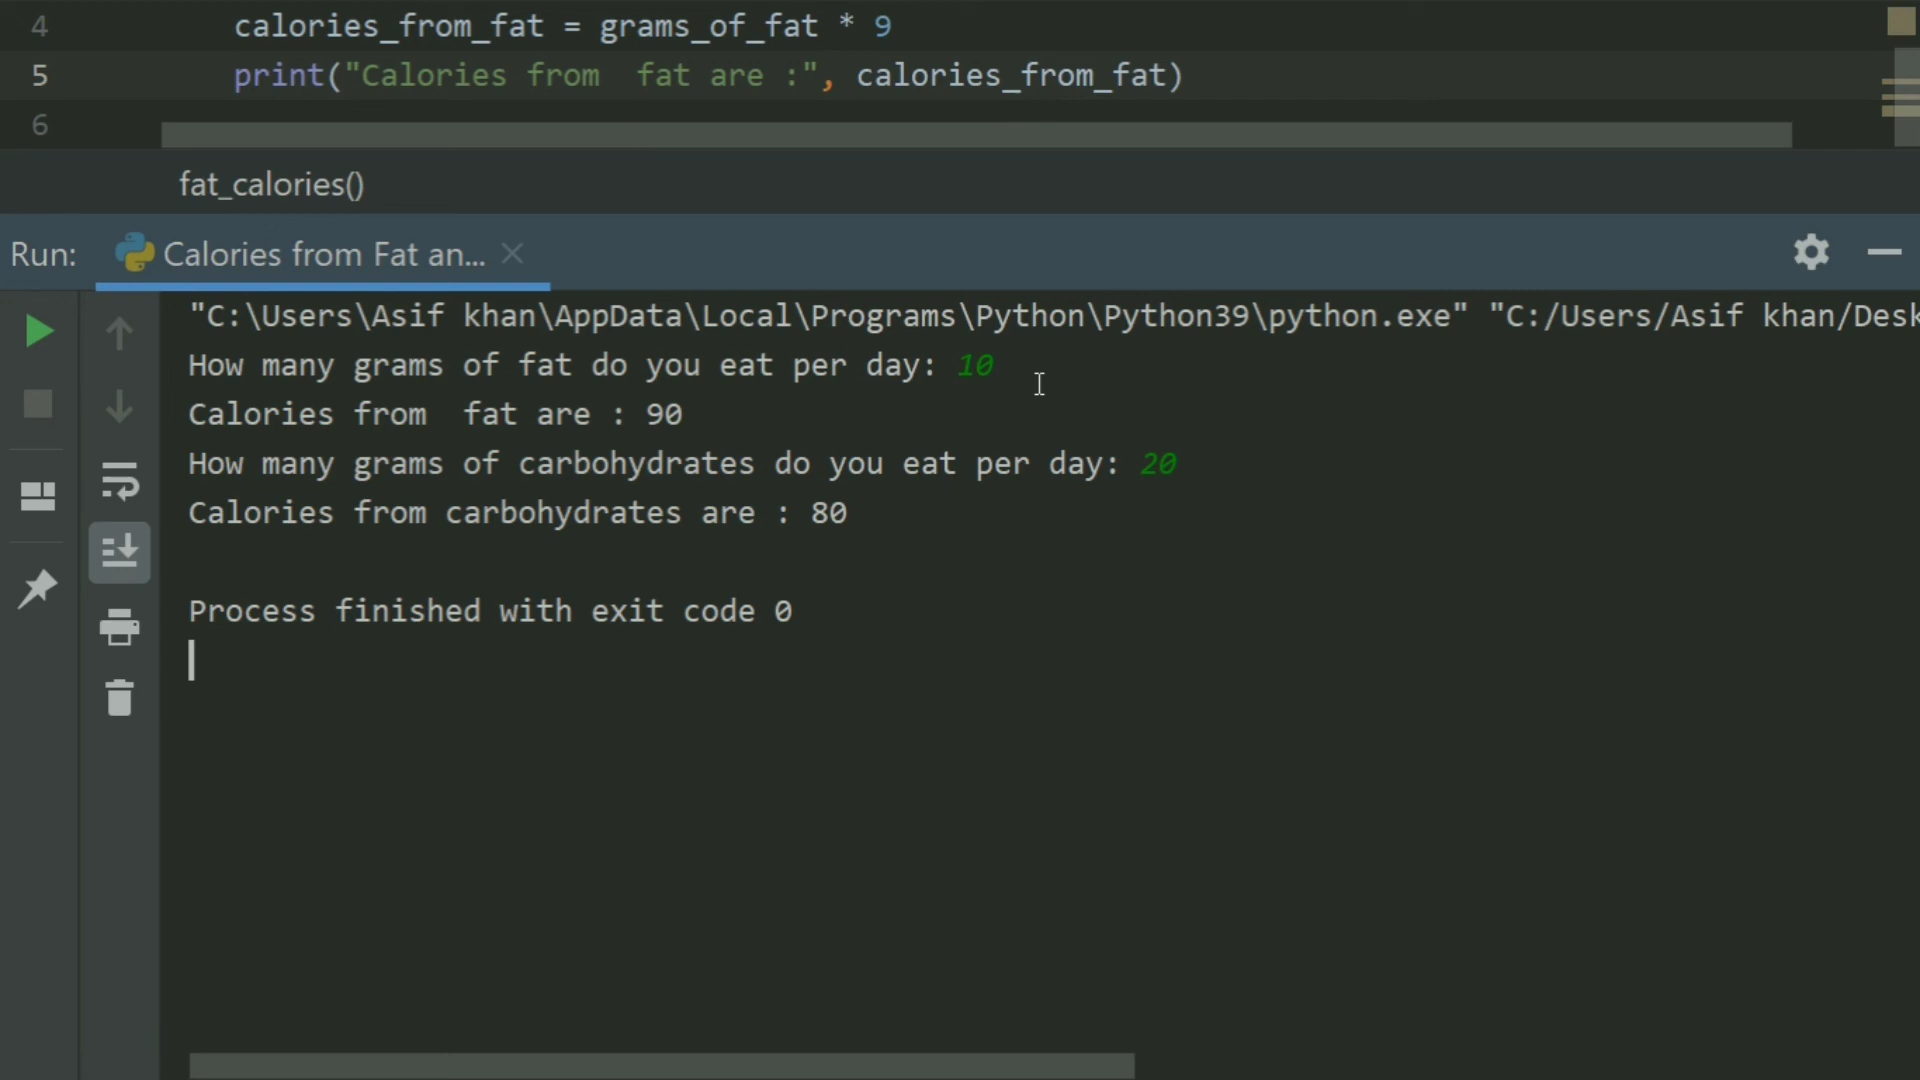 4 calories_from_fat = grams_of_fat * 9
5 print("Calories from  fat are :", calories_from_fat)
6
fat_calories()
Run: Calories from Fat an...
"C:\Users\Asif khan\AppData\Local\Programs\Python\Python39\python.exe" "C:/Users/Asif khan/Desk
How many grams of fat do you eat per day: 10
Calories from  fat are : 90
How many grams of carbohydrates do you eat per day: 20
Calories from carbohydrates are : 80
Process finished with exit code 0